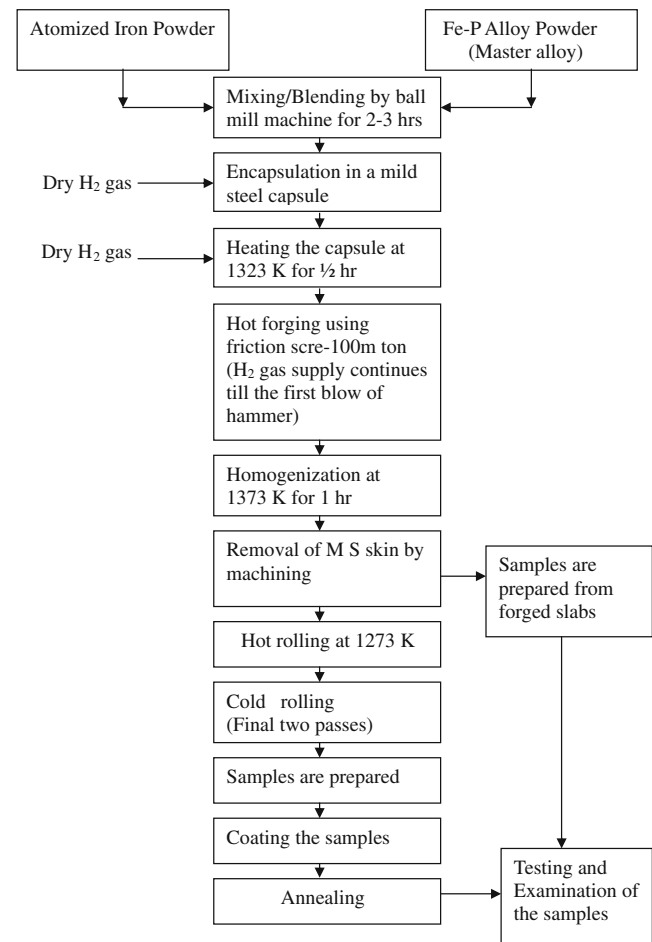 Atomized Iron Powder
Fe-P Alloy Powder
(Master alloy)
Mixing/Blending by ball
mill machine for 2-3 hrs
Dry H₂ gas
Encapsulation in a mild
steel capsule
Dry H₂ gas
Heating the capsule at
1323 K for ½ hr
Hot forging using
friction scre-100m ton
(H₂ gas supply continues
till the first blow of
hammer)
Homogenization at
1373 K for 1 hr
Removal of M S skin by
machining
Samples are
prepared from
forged slabs
Hot rolling at 1273 K
Cold rolling
(Final two passes)
Samples are prepared
Coating the samples
Annealing
Testing and
Examination of
the samples